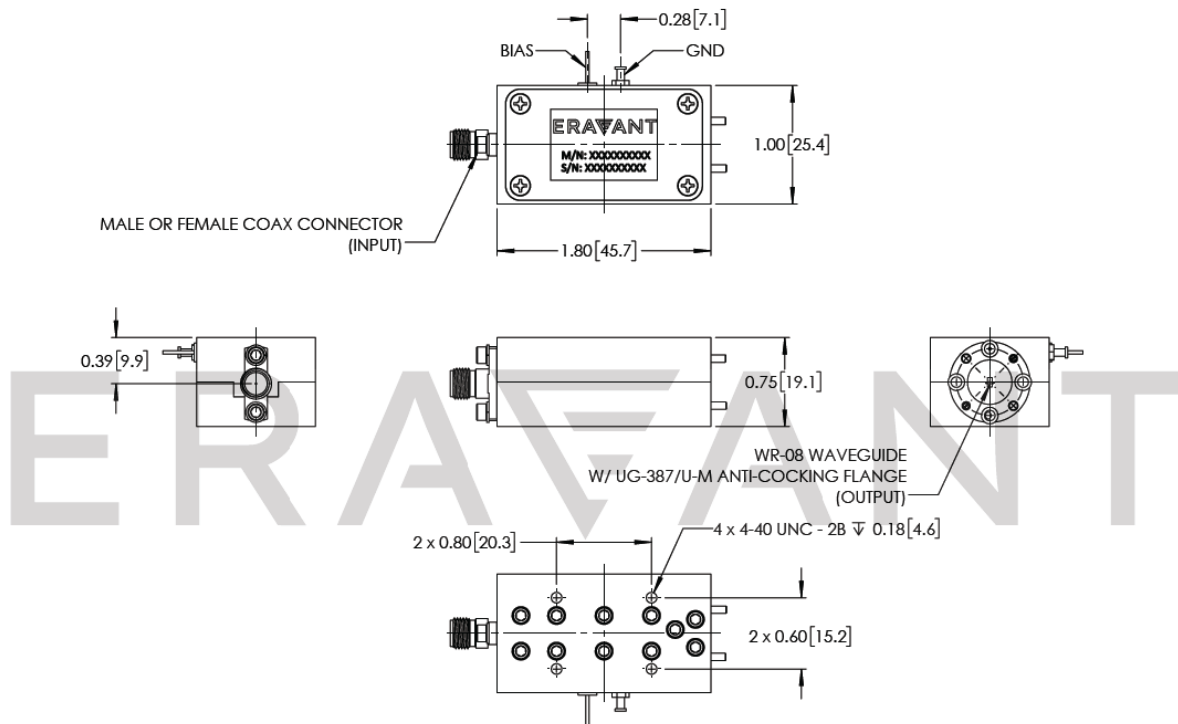 0.28[7.1]
BIAS
GND
ERAVANT
M/N: XXXXXXXXXX
S/N: XXXXXXXXXX
1.00[25.4]
MALE OR FEMALE COAX CONNECTOR
(INPUT)
1.80[45.7]
0.39[9.9]
0.75[19.1]
ERAVANT
WR-08 WAVEGUIDE
W/ UG-387/U-M ANTI-COCKING FLANGE
(OUTPUT)
2 x 0.80[20.3]
4 x 4-40 UNC - 2B ↧ 0.18[4.6]
2 x 0.60[15.2]